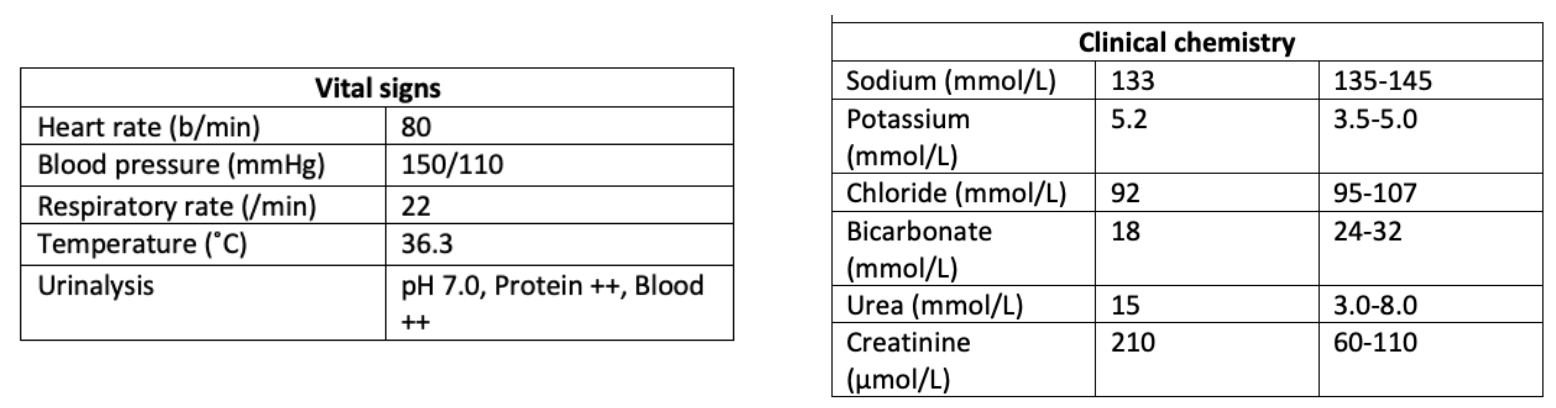 Vital signs
Heart rate (b/min) 80
Blood pressure (mmHg) 150/110
Respiratory rate (/min) 22
Temperature (˚C) 36.3
Urinalysis pH 7.0, Protein ++, Blood
++
Clinical chemistry
Sodium (mmol/L) 133 135-145
Potassium 5.2 3.5-5.0
(mmol/L)
Chloride (mmol/L) 92 95-107
Bicarbonate 18 24-32
(mmol/L)
Urea (mmol/L) 15 3.0-8.0
Creatinine 210 60-110
(µmol/L)